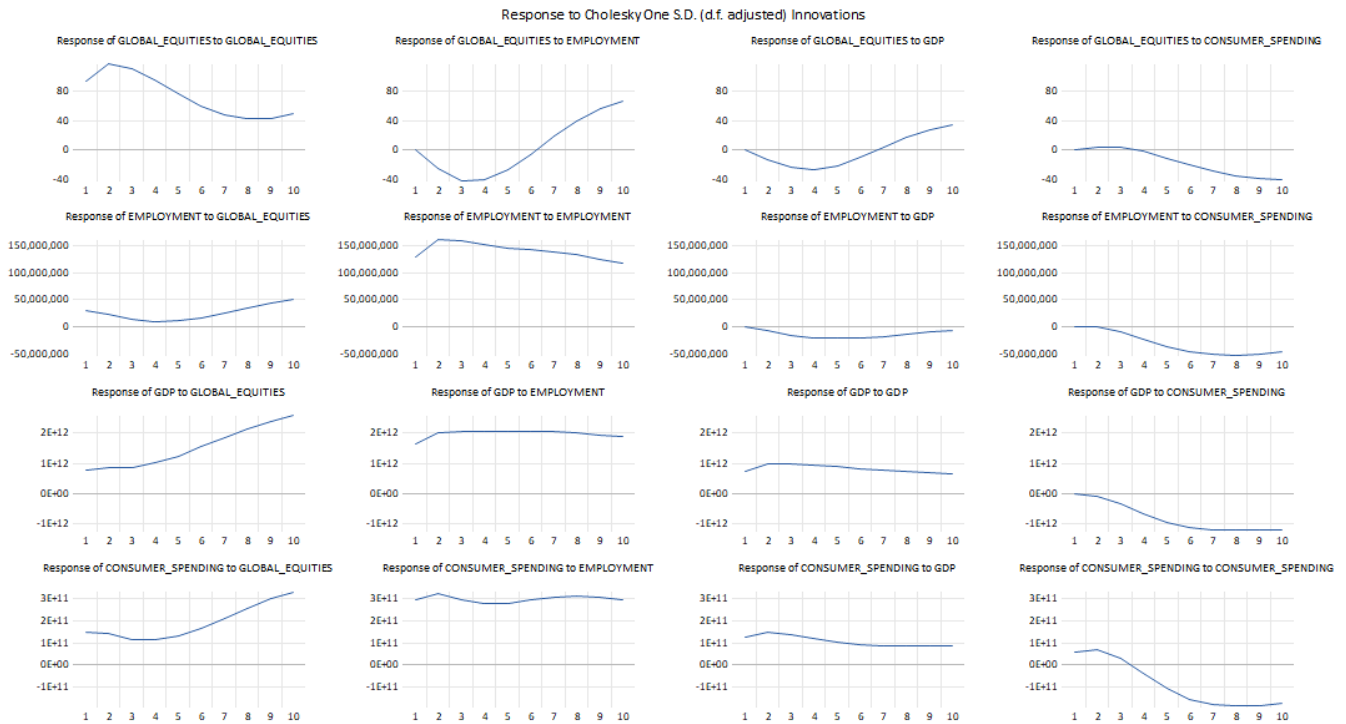 Response to Cholesky One S.D. (d.f. adjusted) Innovations
Response of GLOBAL_EQUITIES to GLOBAL_EQUITIES
80
40
0
-40
1 2 3 4 5 6 7 8 9 10
Response of GLOBAL_EQUITIES to EMPLOYMENT
80
40
0
-40
1 2 3 4 5 6 7 8 9 10
Response of GLOBAL_EQUITIES to GDP
80
40
0
-40
1 2 3 4 5 6 7 8 9 10
Response of GLOBAL_EQUITIES to CONSUMER_SPENDING
80
40
0
-40
1 2 3 4 5 6 7 8 9 10
Response of EMPLOYMENT to GLOBAL_EQUITIES
150,000,000
100,000,000
50,000,000
0
-50,000,000
1 2 3 4 5 6 7 8 9 10
Response of EMPLOYMENT to EMPLOYMENT
150,000,000
100,000,000
50,000,000
0
-50,000,000
1 2 3 4 5 6 7 8 9 10
Response of EMPLOYMENT to GDP
150,000,000
100,000,000
50,000,000
0
-50,000,000
1 2 3 4 5 6 7 8 9 10
Response of EMPLOYMENT to CONSUMER_SPENDING
150,000,000
100,000,000
50,000,000
0
-50,000,000
1 2 3 4 5 6 7 8 9 10
Response of GDP to GLOBAL_EQUITIES
2E+12
1E+12
0E+00
-1E+12
1 2 3 4 5 6 7 8 9 10
Response of GDP to EMPLOYMENT
2E+12
1E+12
0E+00
-1E+12
1 2 3 4 5 6 7 8 9 10
Response of GDP to GDP
2E+12
1E+12
0E+00
-1E+12
1 2 3 4 5 6 7 8 9 10
Response of GDP to CONSUMER_SPENDING
2E+12
1E+12
0E+00
-1E+12
1 2 3 4 5 6 7 8 9 10
Response of CONSUMER_SPENDING to GLOBAL_EQUITIES
3E+11
2E+11
1E+11
0E+00
-1E+11
1 2 3 4 5 6 7 8 9 10
Response of CONSUMER_SPENDING to EMPLOYMENT
3E+11
2E+11
1E+11
0E+00
-1E+11
1 2 3 4 5 6 7 8 9 10
Response of CONSUMER_SPENDING to GDP
3E+11
2E+11
1E+11
0E+00
-1E+11
1 2 3 4 5 6 7 8 9 10
Response of CONSUMER_SPENDING to CONSUMER_SPENDING
3E+11
2E+11
1E+11
0E+00
-1E+11
1 2 3 4 5 6 7 8 9 10